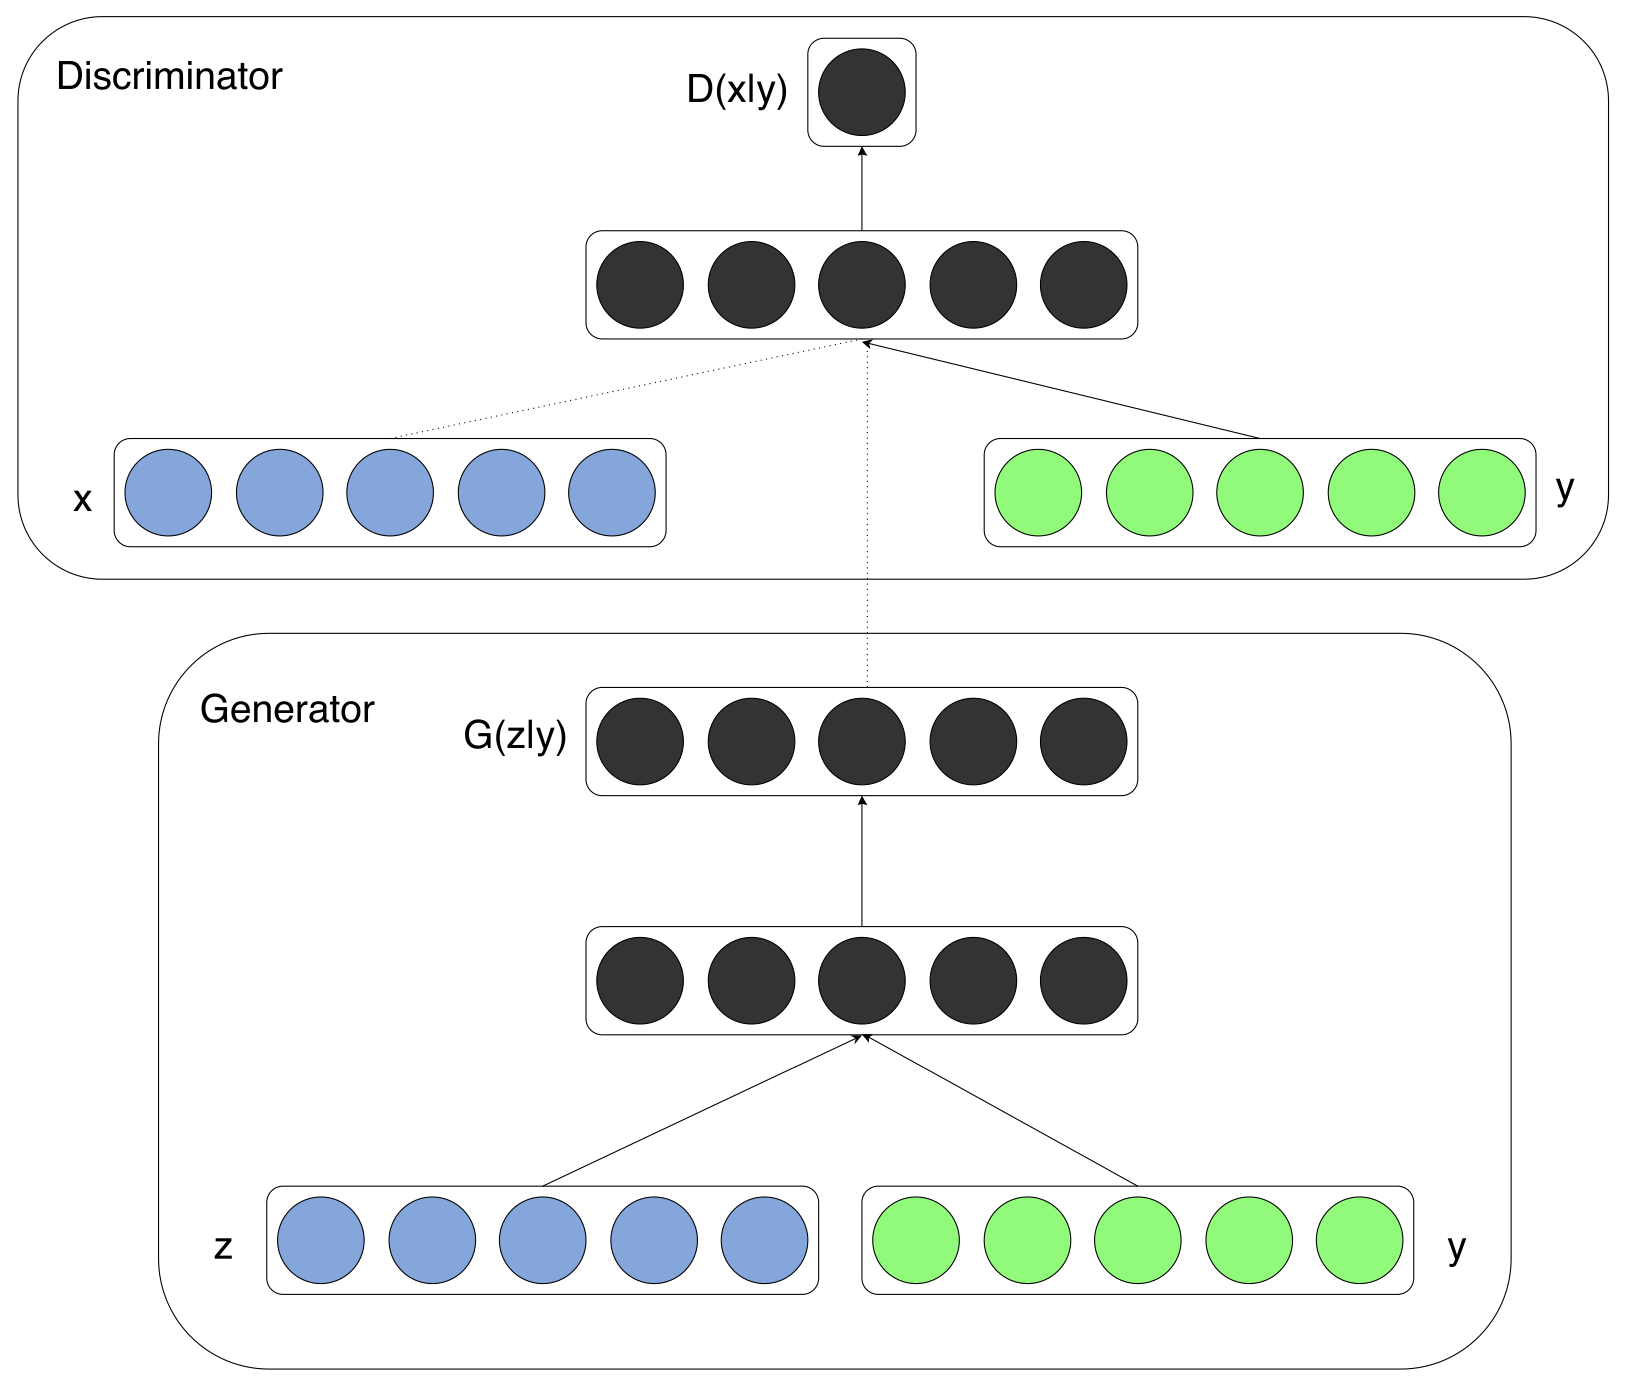 Discriminator
D(x|y)
x
y
Generator
G(z|y)
z
y